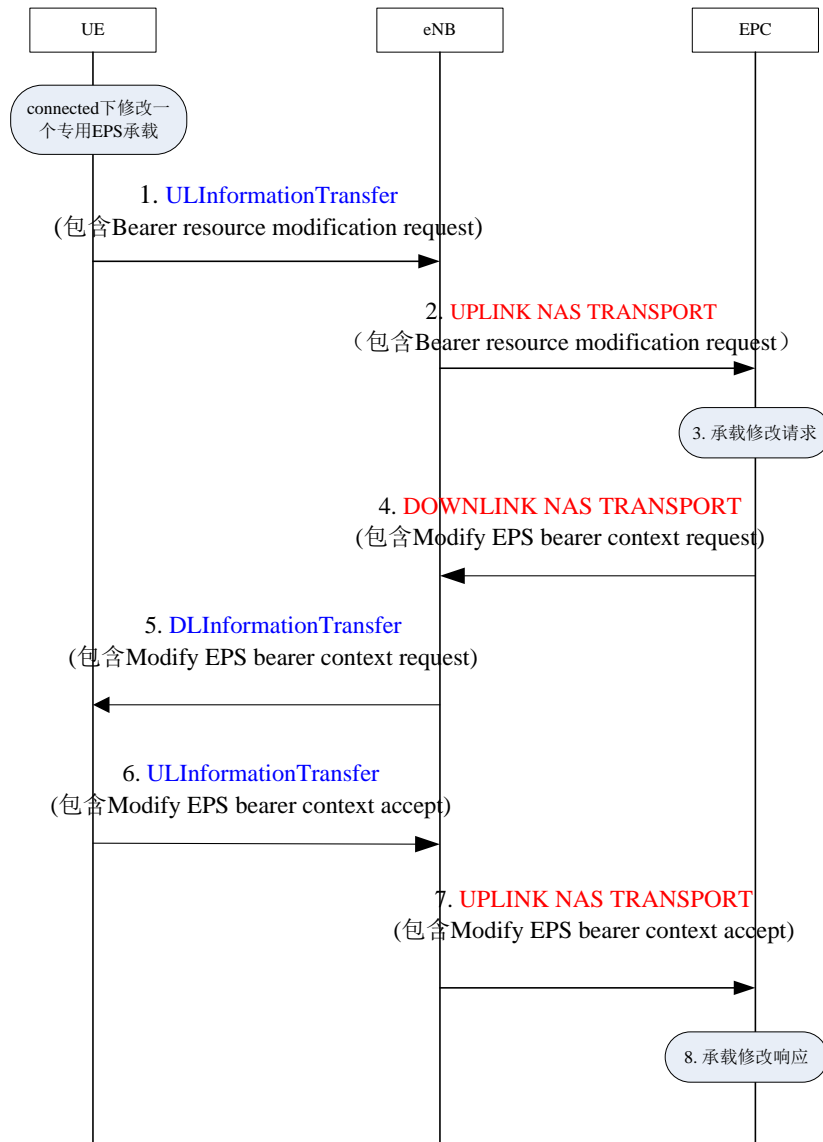 UE
eNB
EPC
connected下修改一
个专用EPS承载
1. ULInformationTransfer
(包含Bearer resource modification request)
2. UPLINK NAS TRANSPORT
（包含Bearer resource modification request）
3. 承载修改请求
4. DOWNLINK NAS TRANSPORT
(包含Modify EPS bearer context request)
5. DLInformationTransfer
(包含Modify EPS bearer context request)
6. ULInformationTransfer
(包含Modify EPS bearer context accept)
7. UPLINK NAS TRANSPORT
(包含Modify EPS bearer context accept)
8. 承载修改响应